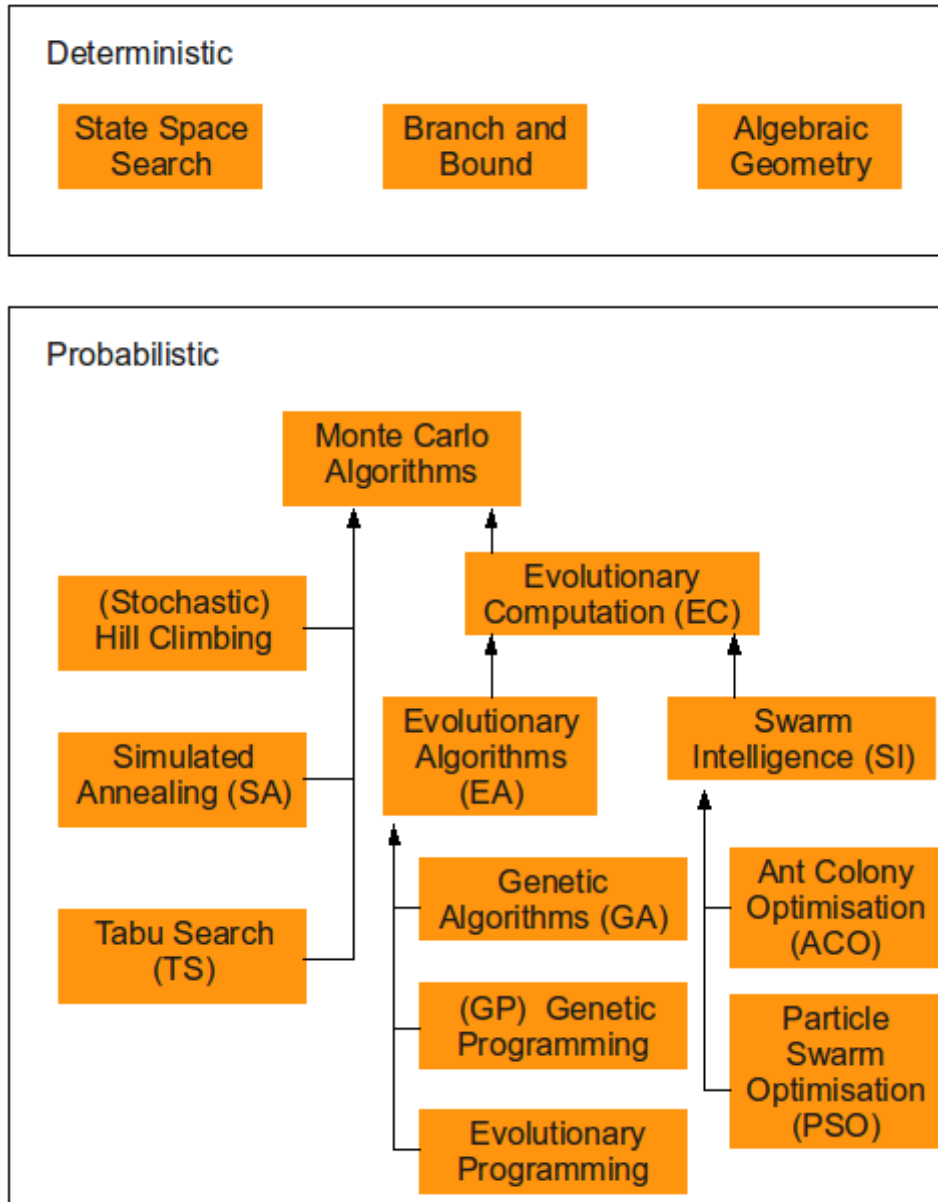 Deterministic
State Space
Search
Branch and
Bound
Algebraic
Geometry
Probabilistic
Monte Carlo
Algorithms
(Stochastic)
Hill Climbing
Evolutionary
Computation (EC)
Simulated
Annealing (SA)
Evolutionary
Algorithms
(EA)
Swarm
Intelligence (SI)
Tabu Search
(TS)
Genetic
Algorithms (GA)
(GP)  Genetic
Programming
Evolutionary
Programming
Ant Colony
Optimisation
(ACO)
Particle
Swarm
Optimisation
(PSO)